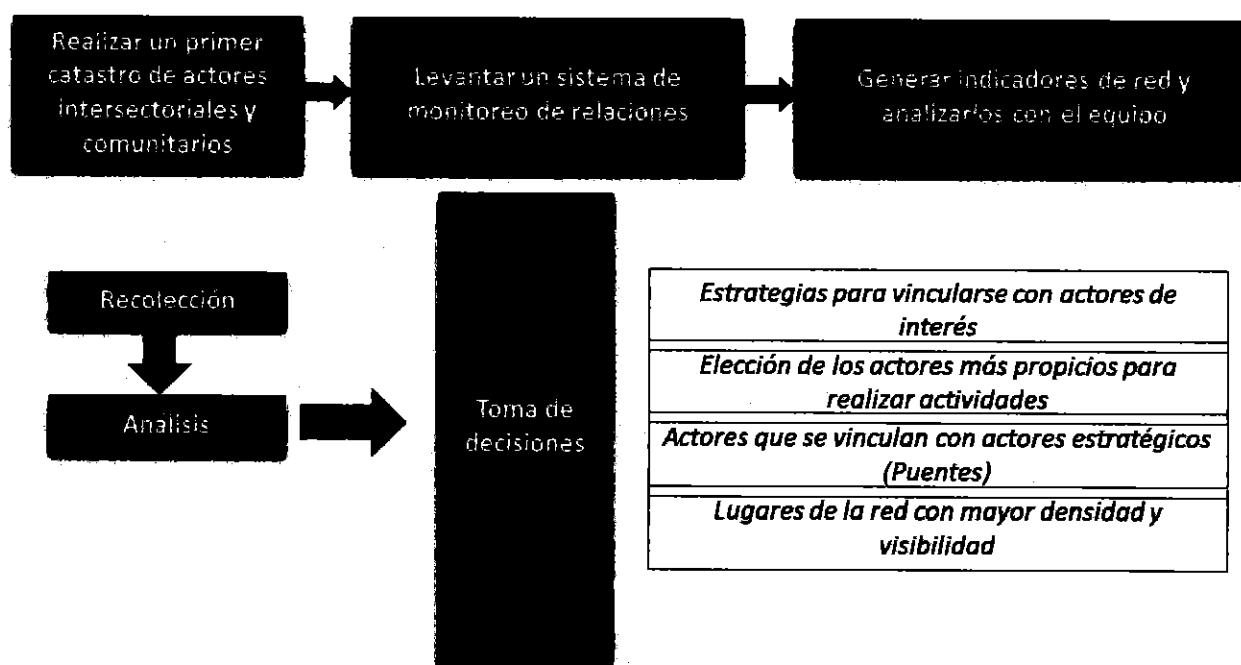 Realizar un primer
catastro de actores
intersectoriales y
comunitarios
Levantar un sistema de
monitoreo de relaciones
Generar indicadores de red y
analizarlos con el equipo
Recolección
Análisis
Toma de
decisiones
Estrategias para vincularse con actores de
interés
Elección de los actores más propicios para
realizar actividades
Actores que se vinculan con actores estratégicos
(Puentes)
Lugares de la red con mayor densidad y
visibilidad